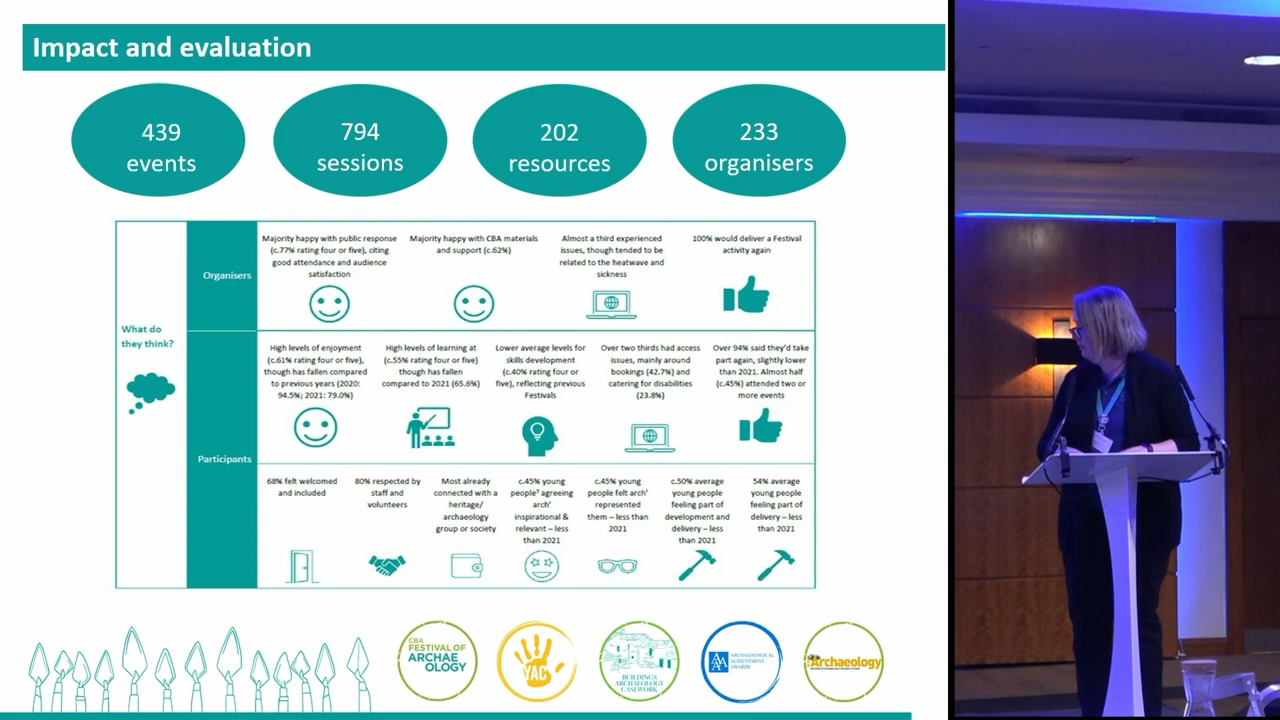 Impact and evaluation
439
events
794
sessions
202
resources
233
organisers
What do
they think?
Organisers
Majority happy with public response
(c.77% rating four or five), citing
good attendance and audience
satisfaction
Majority happy with CBA materials
and support (c.62%)
Almost a third experienced
issues, though tended to be
related to the heatwave and
sickness
100% would deliver a Festival
activity again
Participants
High levels of enjoyment
(c.61% rating four or five),
though has fallen compared
to previous years (2020:
94.5%; 2021: 79.0%)
High levels of learning at
(c.55% rating four or five)
though has fallen
compared to 2021 (65.6%)
Lower average levels for
skills development
(c.40% rating four or
five), reflecting previous
Festivals
Over two thirds had access
issues, mainly around
bookings (42.7%) and
catering for disabilities
(23.8%)
Over 94% said they'd take
part again, slightly lower
than 2021. Almost half
(c.45%) attended two or
more events
68% felt welcomed
and included
80% respected by
staff and
volunteers
Most already
connected with a
heritage/
archaeology
group or society
c.45% young
people⁷ agreeing
arch'
inspirational &
relevant – less
than 2021
c.45% young
people felt arch'
represented
them – less than
2021
c.50% average
young people
feeling part of
development and
delivery – less
than 2021
54% average
young people
feeling part of
delivery – less
than 2021
CBA
FESTIVAL OF
ARCHAE
OLOGY
YAC
BUILDINGS
ARCHAEOLOGY
CASEWORK
AAA
ARCHAEOLOGICAL
ACHIEVEMENT
AWARDS
Archaeology